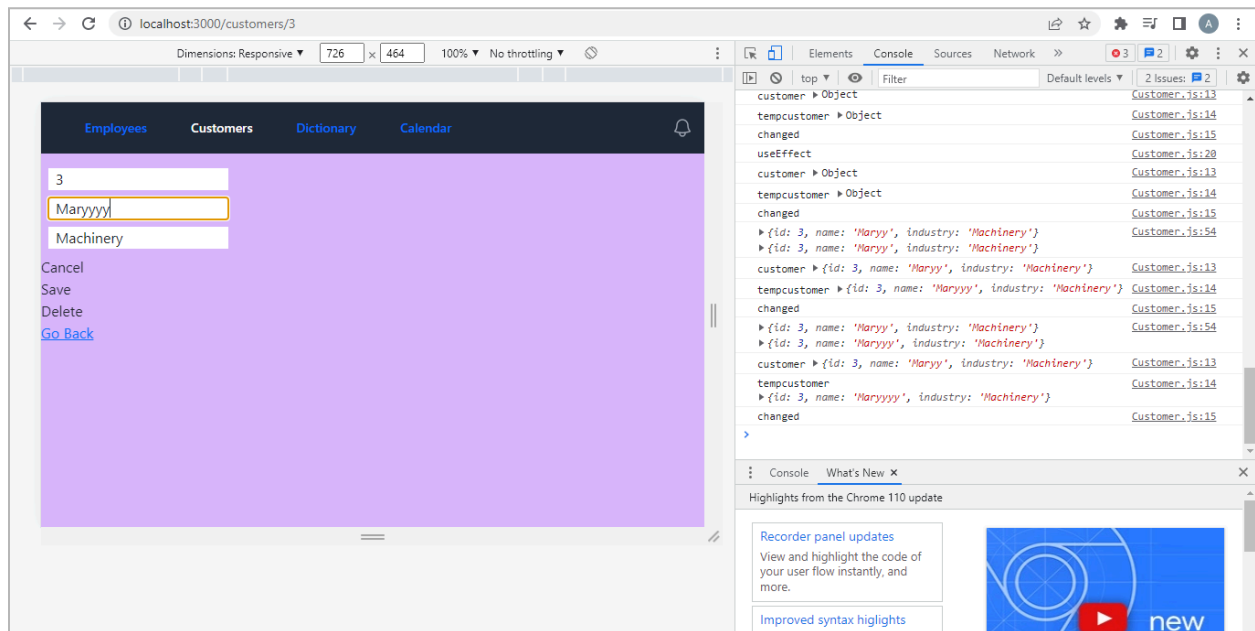 localhost:3000/customers/3
A
Dimensions: Responsive ▼ 726 × 464 100% ▼ No throttling ▼
Elements Console Sources Network » 3 2
top ▼ Filter Default levels ▼ 2 Issues: 2
Employees Customers Dictionary Calendar
3
Maryyyy
Machinery
Cancel
Save
Delete
Go Back
customer ▶Object Customer.js:13
tempcustomer ▶Object Customer.js:14
changed Customer.js:15
useEffect Customer.js:20
customer ▶Object Customer.js:13
tempcustomer ▶Object Customer.js:14
changed Customer.js:15
▶{id: 3, name: 'Maryy', industry: 'Machinery'} Customer.js:54
▶{id: 3, name: 'Maryy', industry: 'Machinery'}
customer ▶{id: 3, name: 'Maryy', industry: 'Machinery'} Customer.js:13
tempcustomer ▶{id: 3, name: 'Maryyy', industry: 'Machinery'} Customer.js:14
changed Customer.js:15
▶{id: 3, name: 'Maryy', industry: 'Machinery'} Customer.js:54
▶{id: 3, name: 'Maryyy', industry: 'Machinery'}
customer ▶{id: 3, name: 'Maryy', industry: 'Machinery'} Customer.js:13
tempcustomer Customer.js:14
▶{id: 3, name: 'Maryyyy', industry: 'Machinery'}
changed Customer.js:15
>
Console What's New ×
Highlights from the Chrome 110 update
Recorder panel updates
View and highlight the code of
your user flow instantly, and
more.
Improved syntax higlights
new